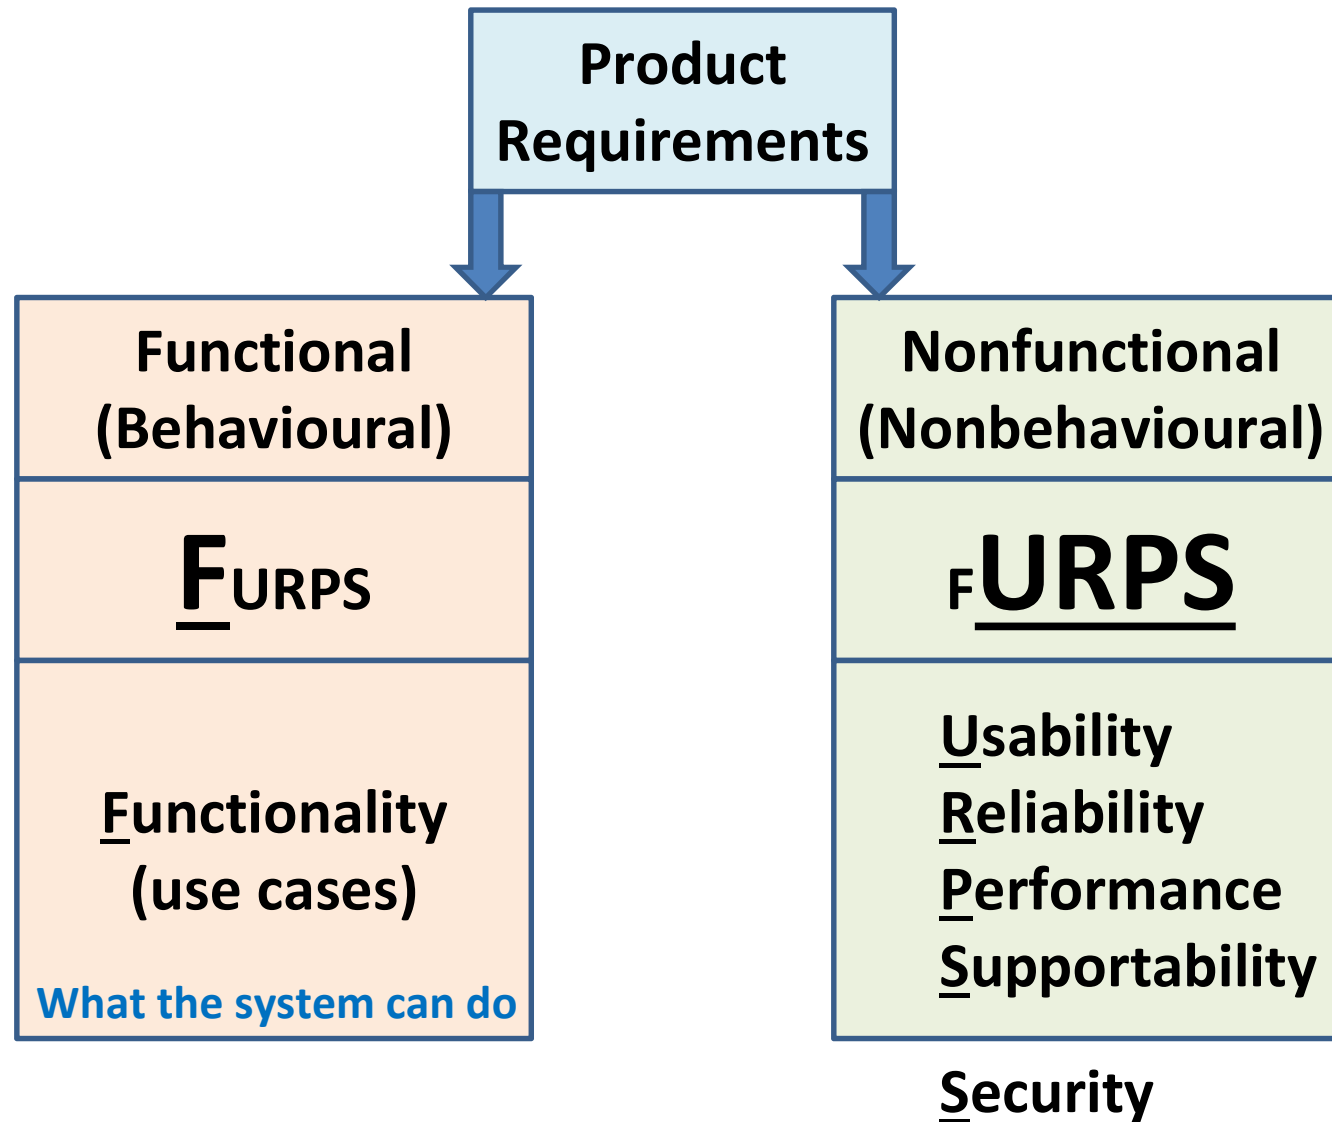 Product
Requirements
Functional
(Behavioural)
FURPS
Functionality
(use cases)
What the system can do
Nonfunctional
(Nonbehavioural)
FURPS
Usability
Reliability
Performance
Supportability
Security